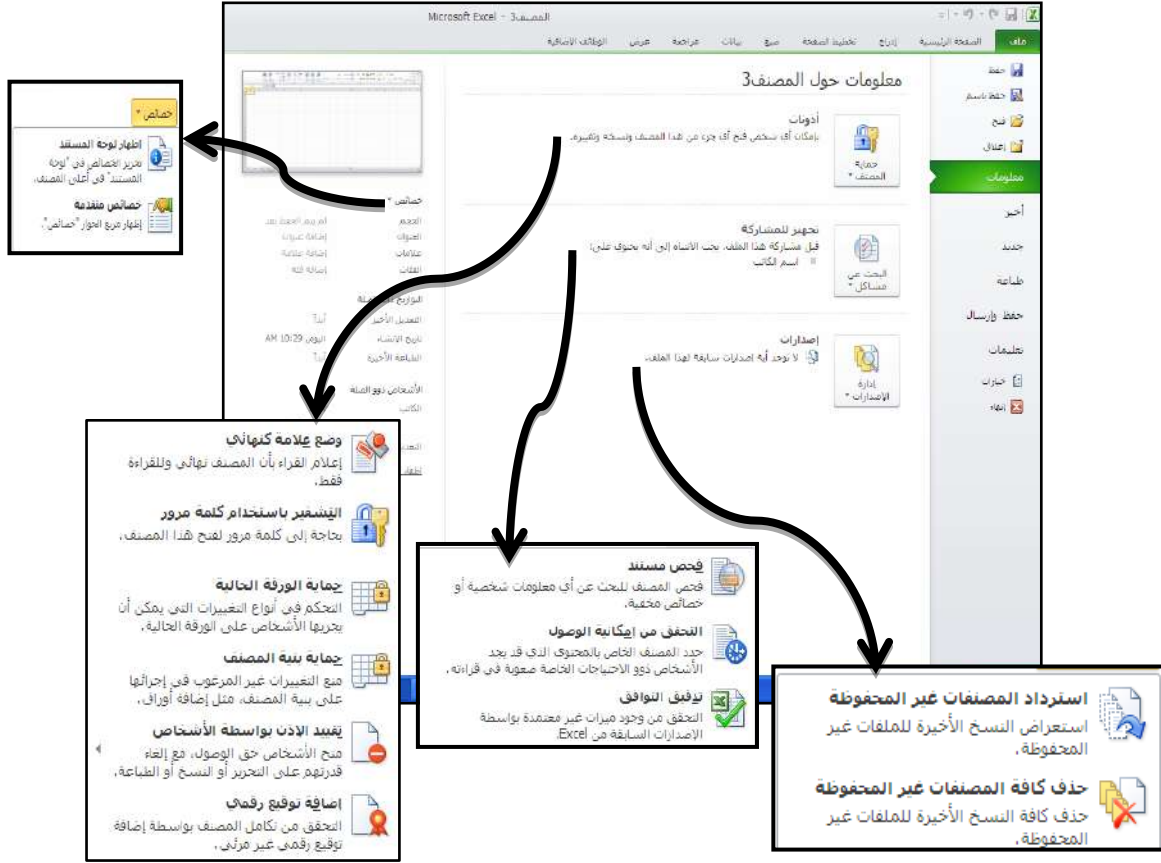 المصنف3 - Microsoft Excel
ملف الصفحة الرئيسية إدراج تخطيط الصفحة صيغ بيانات مراجعة عرض الوظائف الإضافية
حفظ
حفظ باسم
فتح
إغلاق
معلومات
أخير
جديد
طباعة
حفظ وإرسال
تعليمات
خيارات
إنهاء
معلومات حول المصنف3
أذونات
بإمكان أي شخص فتح أي جزء من هذا المصنف ونسخه وتغييره.
حماية
المصنف
تجهيز للمشاركة
قبل مشاركة هذا الملف، يجب الانتباه إلى أنه يحتوي على:
اسم الكاتب
البحث عن
مشاكل
إصدارات
لا توجد أية إصدارات سابقة لهذا الملف.
إدارة
الإصدارات
خصائص
الحجم لم يتم الحفظ بعد
العنوان إضافة عنوان
علامات إضافة علامة
الفئات إضافة فئة
التواريخ
التعديل الأخير أبداً
تاريخ الإنشاء اليوم، 10:29 AM
الطباعة الأخيرة أبداً
الأشخاص ذوو الصلة
الكاتب
خصائص
إظهار لوحة المستند
تحرير الخصائص في "لوحة
المستند" في أعلى المصنف.
خصائص متقدمة
إظهار مربع الحوار "خصائص".
وضع علامة كنهائي
إعلام القراء بأن المصنف نهائي وللقراءة
فقط.
التشفير باستخدام كلمة مرور
بحاجة إلى كلمة مرور لفتح هذا المصنف.
حماية الورقة الحالية
التحكم في أنواع التغييرات التي يمكن أن
يجريها الأشخاص على الورقة الحالية.
حماية بنية المصنف
منع التغييرات غير المرغوب في إجرائها
على بنية المصنف، مثل إضافة أوراق.
تقييد الإذن بواسطة الأشخاص
منح الأشخاص حق الوصول، مع إلغاء
قدرتهم على التحرير أو النسخ أو الطباعة.
إضافة توقيع رقمي
التحقق من تكامل المصنف بواسطة إضافة
توقيع رقمي غير مرئي.
فحص مستند
فحص المصنف للبحث عن أي معلومات شخصية أو
خصائص مخفية.
التحقق من إمكانية الوصول
حدد المصنف الخاص بالمحتوى الذي قد يجد
الأشخاص ذوو الاحتياجات الخاصة صعوبة في قراءته.
تدقيق التوافق
التحقق من وجود ميزات غير معتمدة بواسطة
الإصدارات السابقة من Excel.
استرداد المصنفات غير المحفوظة
استعراض النسخ الأخيرة للملفات غير
المحفوظة.
حذف كافة المصنفات غير المحفوظة
حذف كافة النسخ الأخيرة للملفات غير
المحفوظة.